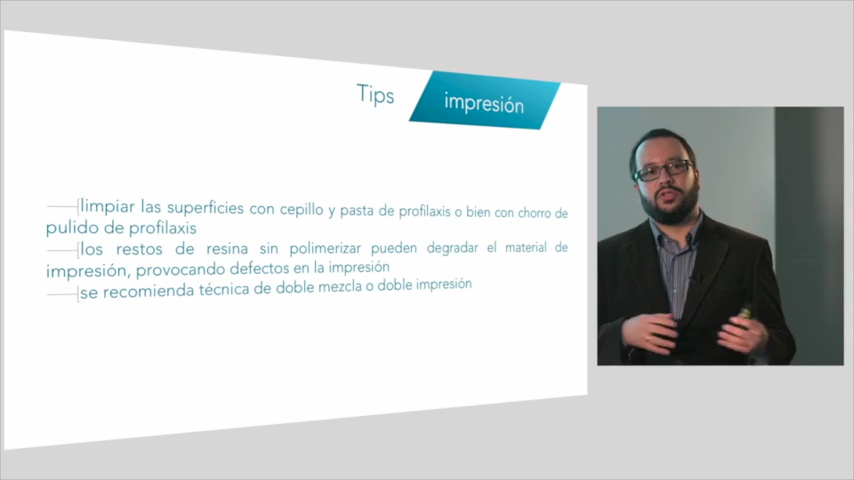 Tips impresión
limpiar las superficies con cepillo y pasta de profilaxis o bien con chorro de
pulido de profilaxis
los restos de resina sin polimerizar pueden degradar el material de
impresión, provocando defectos en la impresión
se recomienda técnica de doble mezcla o doble impresión